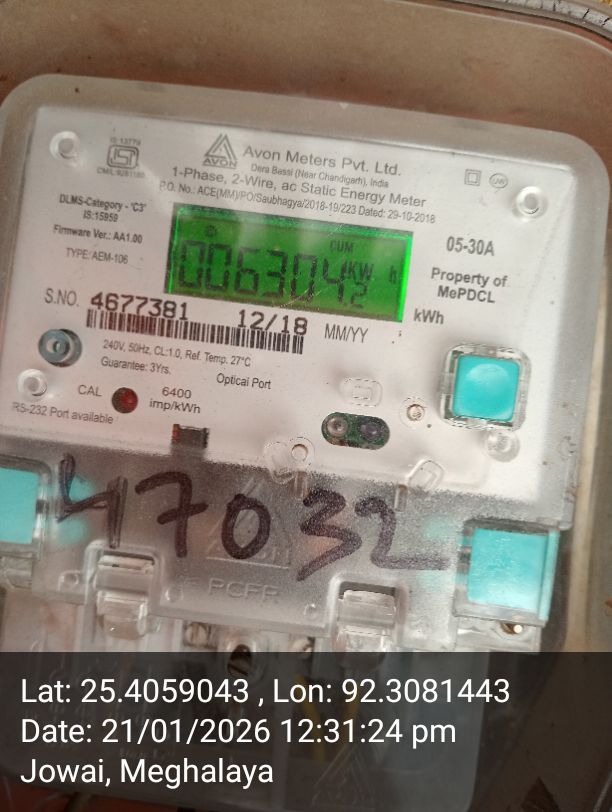 IS 13779
CM/L:9281180
AVON
Avon Meters Pvt. Ltd.
Dera Bassi (Near Chandigarh), India
1-Phase, 2-Wire, ac Static Energy Meter
P.O. No.: ACE(MM)/PO/Saubhagya/2018-19/223 Dated: 29-10-2018
DLMS-Category - 'C3'
IS:15959
Firmware Ver.: AA1.00
TYPE: AEM-106
CUM
006304 KW h
05-30A
Property of
MePDCL
kWh
S.NO. 4677381 12/18 MM/YY
240V, 50Hz, CL:1.0, Ref. Temp. 27°C
Guarantee: 3Yrs.
Optical Port
CAL
6400
imp/kWh
RS-232 Port available
47032
AVON
Lat: 25.4059043 , Lon: 92.3081443
Date: 21/01/2026 12:31:24 pm
Jowai, Meghalaya